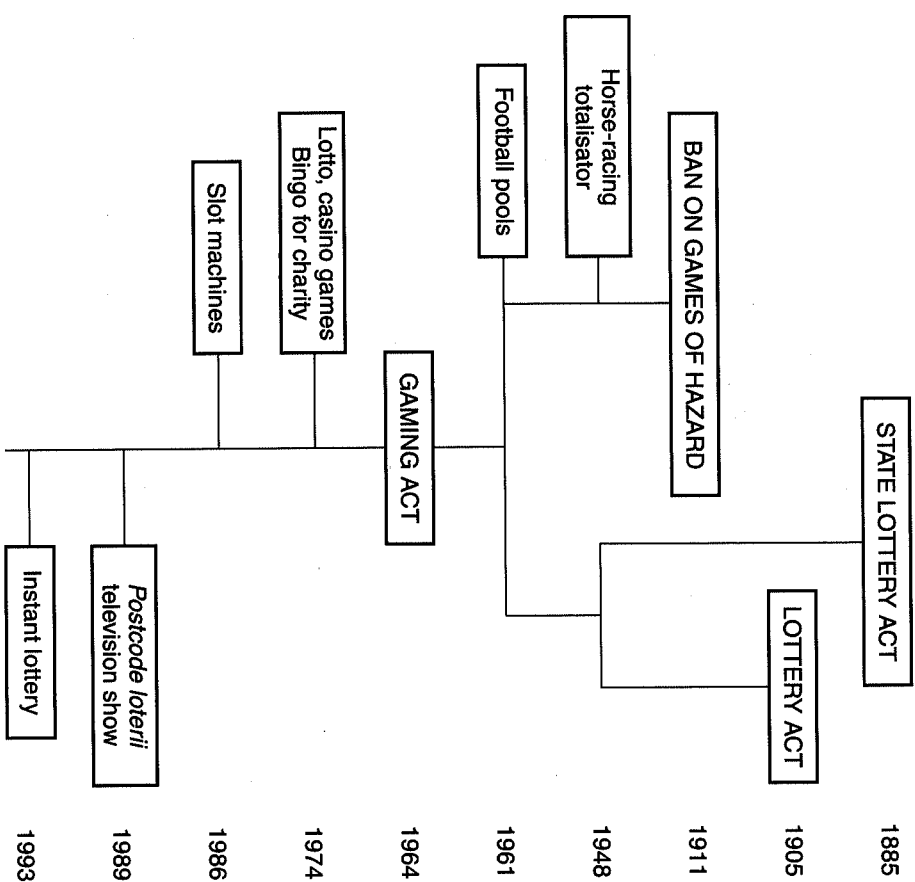 STATE LOTTERY ACT
1885
LOTTERY ACT
1905
BAN ON GAMES OF HAZARD
1911
Horse-racing
totalisator
1948
Football pools
1961
GAMING ACT
1964
Lotto, casino games
Bingo for charity
1974
Slot machines
1986
Postcode loterii
television show
1989
Instant lottery
1993